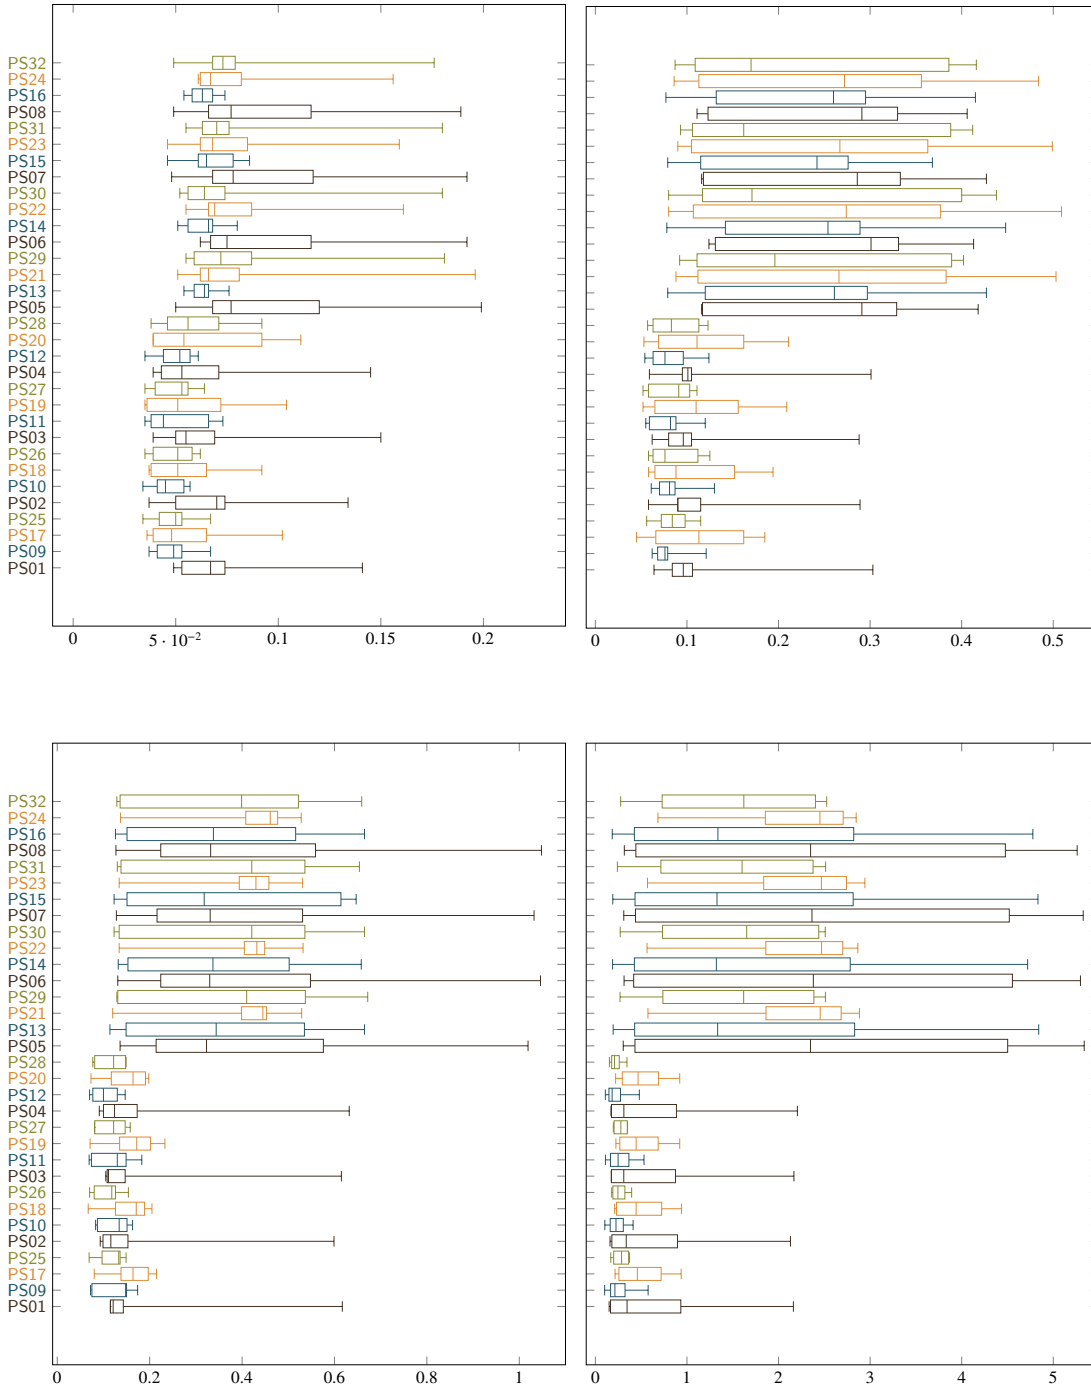 PS32
PS24
PS16
PS08
PS31
PS23
PS15
PS07
PS30
PS22
PS14
PS06
PS29
PS21
PS13
PS05
PS28
PS20
PS12
PS04
PS27
PS19
PS11
PS03
PS26
PS18
PS10
PS02
PS25
PS17
PS09
PS01
0 5 · 10⁻² 0.1 0.15 0.2
0 0.1 0.2 0.3 0.4 0.5
PS32
PS24
PS16
PS08
PS31
PS23
PS15
PS07
PS30
PS22
PS14
PS06
PS29
PS21
PS13
PS05
PS28
PS20
PS12
PS04
PS27
PS19
PS11
PS03
PS26
PS18
PS10
PS02
PS25
PS17
PS09
PS01
0 0.2 0.4 0.6 0.8 1
0 1 2 3 4 5